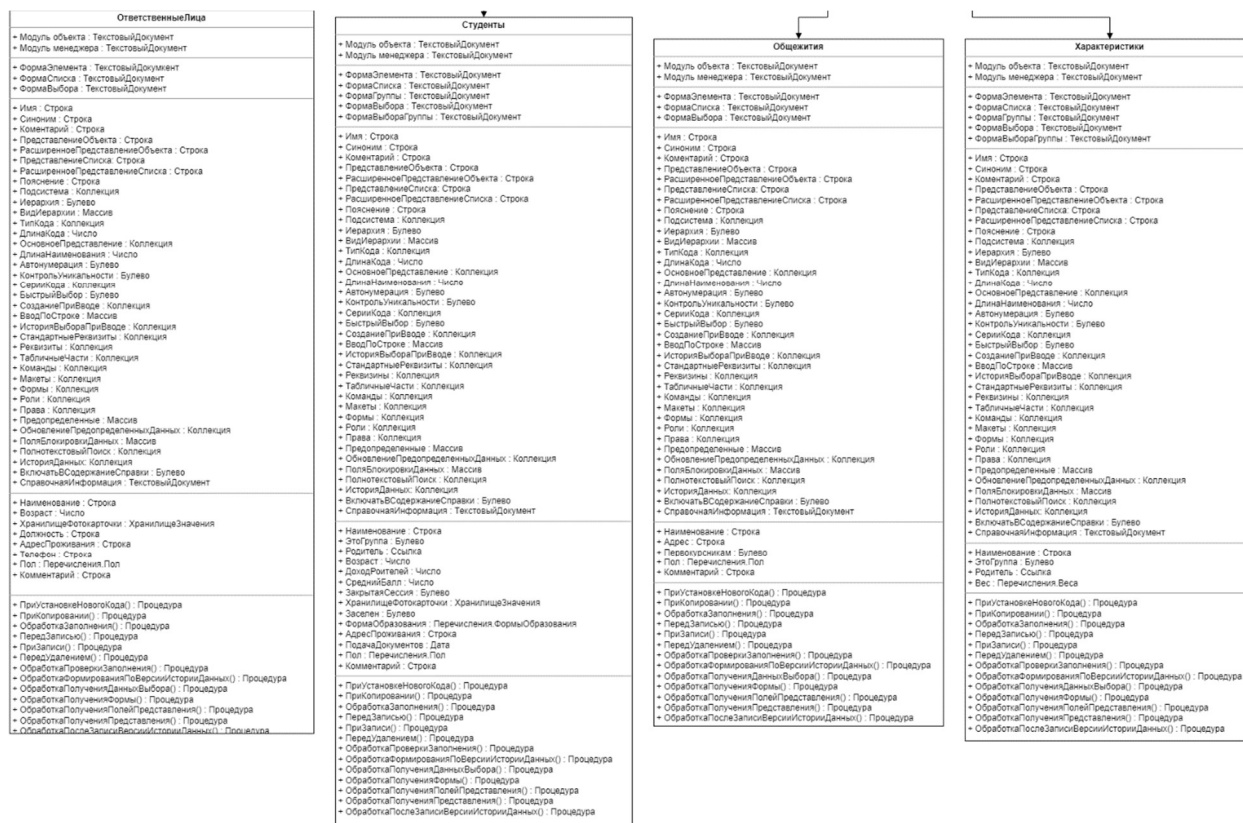 ОтветственныеЛица
+ Модуль объекта : ТекстовыйДокумент
+ Модуль менеджера : ТекстовыйДокумент
+ ФормаЭлемента : ТекстовыйДоумкент
+ ФормаСписка : ТекстовыйДокумент
+ ФормаВыбора : ТекстовыйДокумент
+ Имя : Строка
+ Синоним : Строка
+ Коментарий : Строка
+ ПредставлениеОбъекта : Строка
+ РасширенноеПредставлениеОбъекта : Строка
+ ПредставлениеСписка: Строка
+ РасширенноеПредставлениеСписка : Строка
+ Пояснение : Строка
+ Подсистема : Коллекция
+ Иерархия : Булево
+ ВидИерархии : Массив
+ ТипКода : Коллекция
+ ДлинаКода : Число
+ ОсновноеПредставление : Коллекция
+ ДлинаНаименования : Число
+ Автонумерация : Булево
+ КонтрольУникальности : Булево
+ СерииКода : Коллекция
+ БыстрыйВыбор : Булево
+ СозданиеПриВводе : Коллекция
+ ВводПоСтроке : Массив
+ ИсторияВыбораПриВводе : Коллекция
+ СтандартныеРеквизиты : Коллекция
+ Реквизиты : Коллекция
+ ТабличныеЧасти : Коллекция
+ Команды : Коллекция
+ Макеты : Коллекция
+ Формы : Коллекция
+ Роли : Коллекция
+ Права : Коллекция
+ Предопределенные : Массив
+ ОбновлениеПредопределенныхДанных : Коллекция
+ ПоляБлокировкиДанных : Массив
+ ПолнотекстовыйПоиск : Коллекция
+ ИсторияДанных: Коллекция
+ ВключатьВСодержаниеСправки : Булево
+ СправочнаяИнформация : ТекстовыйДокумент
+ Наименование : Строка
+ Возраст : Число
+ ХранилищеФотокарточки : ХранилищеЗначения
+ Должность : Строка
+ АдресПроживания : Строка
+ Телефон : Строка
+ Пол : Перечисления.Пол
+ Комментарий : Строка
+ ПриУстановкеНовогоКода() : Процедура
+ ПриКопировании() : Процедура
+ ОбработкаЗаполнения() : Процедура
+ ПередЗаписью() : Процедура
+ ПриЗаписи() : Процедура
+ ПередУдалением() : Процедура
+ ОбработкаПроверкиЗаполнения() : Процедура
+ ОбработкаФормированияПоВерсииИсторииДанных() : Процедура
+ ОбработкаПолученияДанныхВыбора() : Процедура
+ ОбработкаПолученияФормы() : Процедура
+ ОбработкаПолученияПолейПредставления() : Процедура
+ ОбработкаПолученияПредставления() : Процедура
+ ОбработкаПослеЗаписиВерсииИсторииДанных() : Процедура
Студенты
+ Модуль объекта : ТекстовыйДокумент
+ Модуль менеджера : ТекстовыйДокумент
+ ФормаЭлемента : ТекстовыйДокумент
+ ФормаСписка : ТекстовыйДокумент
+ ФормаГруппы : ТекстовыйДокумент
+ ФормаВыбора : ТекстовыйДокумент
+ ФормаВыбораГруппы : ТекстовыйДокумент
+ Имя : Строка
+ Синоним : Строка
+ Коментарий : Строка
+ ПредставлениеОбъекта : Строка
+ РасширенноеПредставлениеОбъекта : Строка
+ ПредставлениеСписка: Строка
+ РасширенноеПредставлениеСписка : Строка
+ Пояснение : Строка
+ Подсистема : Коллекция
+ Иерархия : Булево
+ ВидИерархии : Массив
+ ТипКода : Коллекция
+ ДлинаКода : Число
+ ОсновноеПредставление : Коллекция
+ ДлинаНаименования : Число
+ Автонумерация : Булево
+ КонтрольУникальности : Булево
+ СерииКода : Коллекция
+ БыстрыйВыбор : Булево
+ СозданиеПриВводе : Коллекция
+ ВводПоСтроке : Массив
+ ИсторияВыбораПриВводе : Коллекция
+ СтандартныеРеквизиты : Коллекция
+ Реквизины : Коллекция
+ ТабличныеЧасти : Коллекция
+ Команды : Коллекция
+ Макеты : Коллекция
+ Формы : Коллекция
+ Роли : Коллекция
+ Права : Коллекция
+ Предопределенные : Массив
+ ОбновлениеПредопределенныхДанных : Коллекция
+ ПоляБлокировкиДанных : Массив
+ ПолнотекстовыйПоиск : Коллекция
+ ИсторияДанных: Коллекция
+ ВключатьВСодержаниеСправки : Булево
+ СправочнаяИнформация : ТекстовыйДокумент
+ Наименование : Строка
+ ЭтоГруппа : Булево
+ Родитель : Ссылка
+ Возраст : Число
+ ДоходРоителей : Число
+ СреднийБалл : Число
+ ЗакрытаяСессия : Булево
+ ХранилищеФотокарточки : ХранилищеЗначения
+ Заселен : Булево
+ ФормаОбразования : Перечисления.ФормыОбразования
+ АдресПроживания : Строка
+ ПодачаДокументов : Дата
+ Пол : Перечисления.Пол
+ Комментарий : Строка
+ ПриУстановкеНовогоКода() : Процедура
+ ПриКопировании() : Процедура
+ ОбработкаЗаполнения() : Процедура
+ ПередЗаписью() : Процедура
+ ПриЗаписи() : Процедура
+ ПередУдалением() : Процедура
+ ОбработкаПроверкиЗаполнения() : Процедура
+ ОбработкаФормированияПоВерсииИсторииДанных() : Процедура
+ ОбработкаПолученияДанныхВыбора() : Процедура
+ ОбработкаПолученияФормы() : Процедура
+ ОбработкаПолученияПолейПредставления() : Процедура
+ ОбработкаПолученияПредставления() : Процедура
+ ОбработкаПослеЗаписиВерсииИсторииДанных() : Процедура
Общежития
+ Модуль объекта : ТекстовыйДокумент
+ Модуль менеджера : ТекстовыйДокумент
+ ФормаЭлемента : ТекстовыйДокумент
+ ФормаСписка : ТекстовыйДокумент
+ ФормаВыбора : ТекстовыйДокумент
+ Имя : Строка
+ Синоним : Строка
+ Коментарий : Строка
+ ПредставлениеОбъекта : Строка
+ РасширенноеПредставлениеОбъекта : Строка
+ ПредставлениеСписка: Строка
+ РасширенноеПредставлениеСписка : Строка
+ Пояснение : Строка
+ Подсистема : Коллекция
+ Иерархия : Булево
+ ВидИерархии : Массив
+ ТипКода : Коллекция
+ ДлинаКода : Число
+ ОсновноеПредставление : Коллекция
+ ДлинаНаименования : Число
+ Автонумерация : Булево
+ КонтрольУникальности : Булево
+ СерииКода : Коллекция
+ БыстрыйВыбор : Булево
+ СозданиеПриВводе : Коллекция
+ ВводПоСтроке : Массив
+ ИсторияВыбораПриВводе : Коллекция
+ СтандартныеРеквизиты : Коллекция
+ Реквизины : Коллекция
+ ТабличныеЧасти : Коллекция
+ Команды : Коллекция
+ Макеты : Коллекция
+ Формы : Коллекция
+ Роли : Коллекция
+ Права : Коллекция
+ Предопределенные : Массив
+ ОбновлениеПредопределенныхДанных : Коллекция
+ ПоляБлокировкиДанных : Массив
+ ПолнотекстовыйПоиск : Коллекция
+ ИсторияДанных: Коллекция
+ ВключатьВСодержаниеСправки : Булево
+ СправочнаяИнформация : ТекстовыйДокумент
+ Наименование : Строка
+ Адрес : Строка
+ Первокурсникам : Булево
+ Пол : Перечисления.Пол
+ Комментарий : Строка
+ ПриУстановкеНовогоКода() : Процедура
+ ПриКопировании() : Процедура
+ ОбработкаЗаполнения() : Процедура
+ ПередЗаписью() : Процедура
+ ПриЗаписи() : Процедура
+ ПередУдалением() : Процедура
+ ОбработкаПроверкиЗаполнения() : Процедура
+ ОбработкаФормированияПоВерсииИсторииДанных() : Процедура
+ ОбработкаПолученияДанныхВыбора() : Процедура
+ ОбработкаПолученияФормы() : Процедура
+ ОбработкаПолученияПолейПредставления() : Процедура
+ ОбработкаПолученияПредставления() : Процедура
+ ОбработкаПослеЗаписиВерсииИсторииДанных() : Процедура
Характеристики
+ Модуль объекта : ТекстовыйДокумент
+ Модуль менеджера : ТекстовыйДокумент
+ ФормаЭлемента : ТекстовыйДокумент
+ ФормаСписка : ТекстовыйДокумент
+ ФормаГруппы : ТекстовыйДокумент
+ ФормаВыбора : ТекстовыйДокумент
+ ФормаВыбораГруппы : ТекстовыйДокумент
+ Имя : Строка
+ Синоним : Строка
+ Коментарий : Строка
+ ПредставлениеОбъекта : Строка
+ РасширенноеПредставлениеОбъекта : Строка
+ ПредставлениеСписка: Строка
+ РасширенноеПредставлениеСписка : Строка
+ Пояснение : Строка
+ Подсистема : Коллекция
+ Иерархия : Булево
+ ВидИерархии : Массив
+ ТипКода : Коллекция
+ ДлинаКода : Число
+ ОсновноеПредставление : Коллекция
+ ДлинаНаименования : Число
+ Автонумерация : Булево
+ КонтрольУникальности : Булево
+ СерииКода : Коллекция
+ БыстрыйВыбор : Булево
+ СозданиеПриВводе : Коллекция
+ ВводПоСтроке : Массив
+ ИсторияВыбораПриВводе : Коллекция
+ СтандартныеРеквизиты : Коллекция
+ Реквизины : Коллекция
+ ТабличныеЧасти : Коллекция
+ Команды : Коллекция
+ Макеты : Коллекция
+ Формы : Коллекция
+ Роли : Коллекция
+ Права : Коллекция
+ Предопределенные : Массив
+ ОбновлениеПредопределенныхДанных : Коллекция
+ ПоляБлокировкиДанных : Массив
+ ПолнотекстовыйПоиск : Коллекция
+ ИсторияДанных: Коллекция
+ ВключатьВСодержаниеСправки : Булево
+ СправочнаяИнформация : ТекстовыйДокумент
+ Наименование : Строка
+ ЭтоГруппа : Булево
+ Родитель : Ссылка
+ Вес : Перечисления.Веса
+ ПриУстановкеНовогоКода() : Процедура
+ ПриКопировании() : Процедура
+ ОбработкаЗаполнения() : Процедура
+ ПередЗаписью() : Процедура
+ ПриЗаписи() : Процедура
+ ПередУдалением() : Процедура
+ ОбработкаПроверкиЗаполнения() : Процедура
+ ОбработкаФормированияПоВерсииИсторииДанных() : Процедура
+ ОбработкаПолученияДанныхВыбора() : Процедура
+ ОбработкаПолученияФормы() : Процедура
+ ОбработкаПолученияПолейПредставления() : Процедура
+ ОбработкаПолученияПредставления() : Процедура
+ ОбработкаПослеЗаписиВерсииИсторииДанных() : Процедура